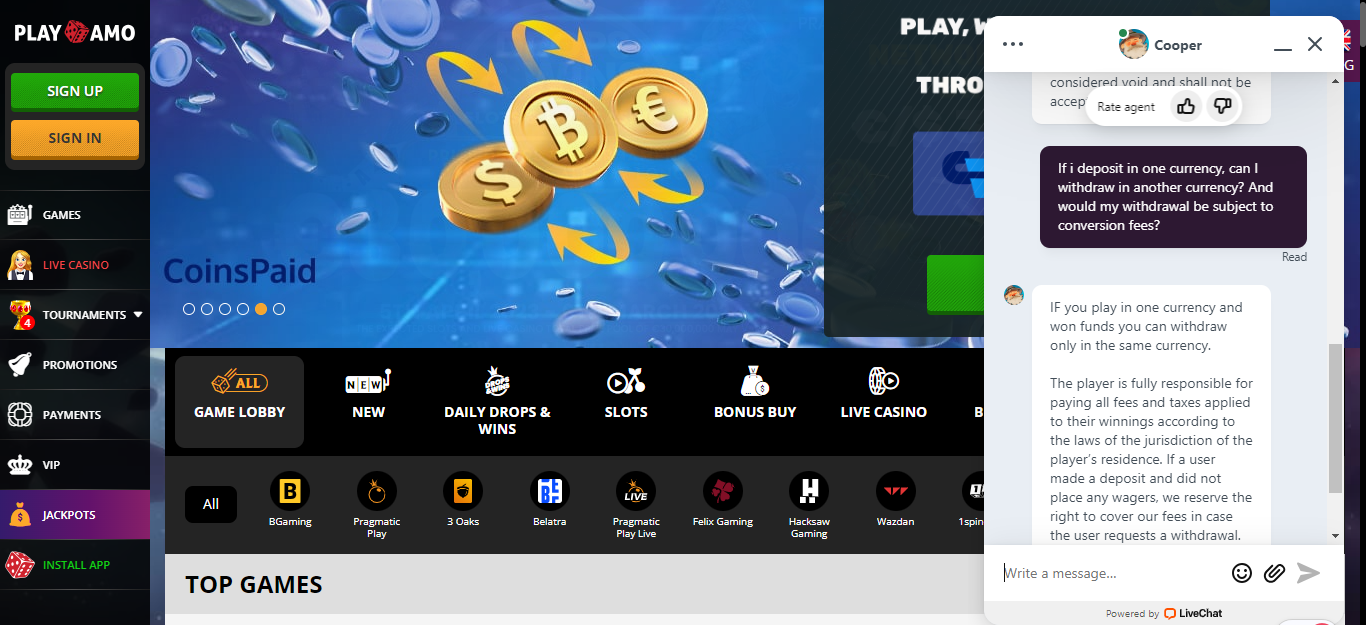 PLAY AMO
SIGN UP
SIGN IN
GAMES
LIVE CASINO
4
TOURNAMENTS
PROMOTIONS
PAYMENTS
VIP
JACKPOTS
INSTALL APP
CoinsPaid
PLAY, W
THRO
ALL
GAME LOBBY
NEW
NEW
DROPS & WINS
DAILY DROPS &
WINS
SLOTS
BONUS BUY
LIVE CASINO
B
All
B
BGaming
Pragmatic
Play
3 Oaks
Belatra
LIVE
Pragmatic
Play Live
Felix Gaming
Hacksaw
Gaming
Wazdan
1spin
TOP GAMES
G
Cooper
considered void and shall not be
accep
Rate agent
If i deposit in one currency, can I
withdraw in another currency? And
would my withdrawal be subject to
conversion fees?
Read
IF you play in one currency and
won funds you can withdraw
only in the same currency.
The player is fully responsible for
paying all fees and taxes applied
to their winnings according to
the laws of the jurisdiction of the
player's residence. If a user
made a deposit and did not
place any wagers, we reserve the
right to cover our fees in case
the user requests a withdrawal.
Write a message...
Powered by LiveChat